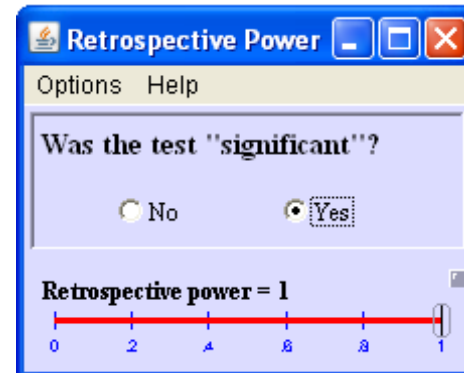 Retrospective Power
Options Help
Was the test "significant"?
No Yes
Retrospective power = 1
0 .2 .4 .6 .8 1